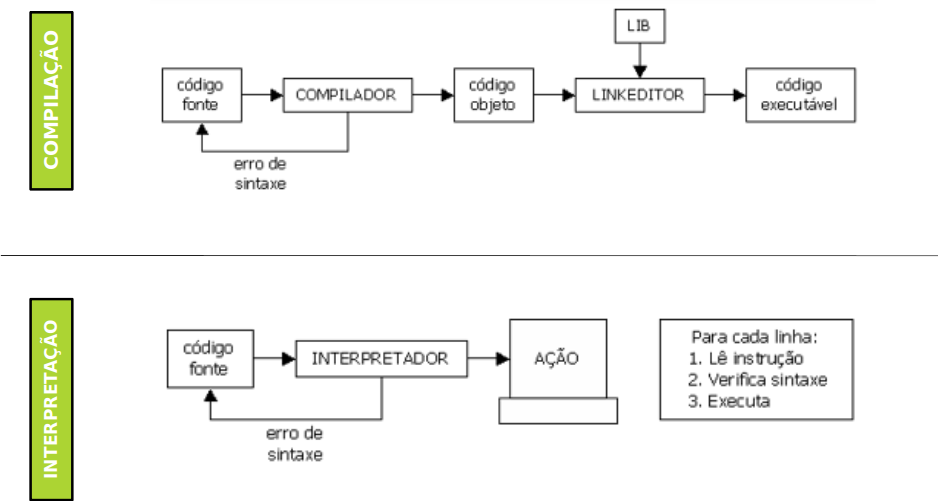 COMPILAÇÃO
LIB
código
fonte
COMPILADOR
código
objeto
LINKEDITOR
código
executável
erro de
sintaxe
INTERPRETAÇÃO
código
fonte
INTERPRETADOR
AÇÃO
Para cada linha:
1. Lê instrução
2. Verifica sintaxe
3. Executa
erro de
sintaxe